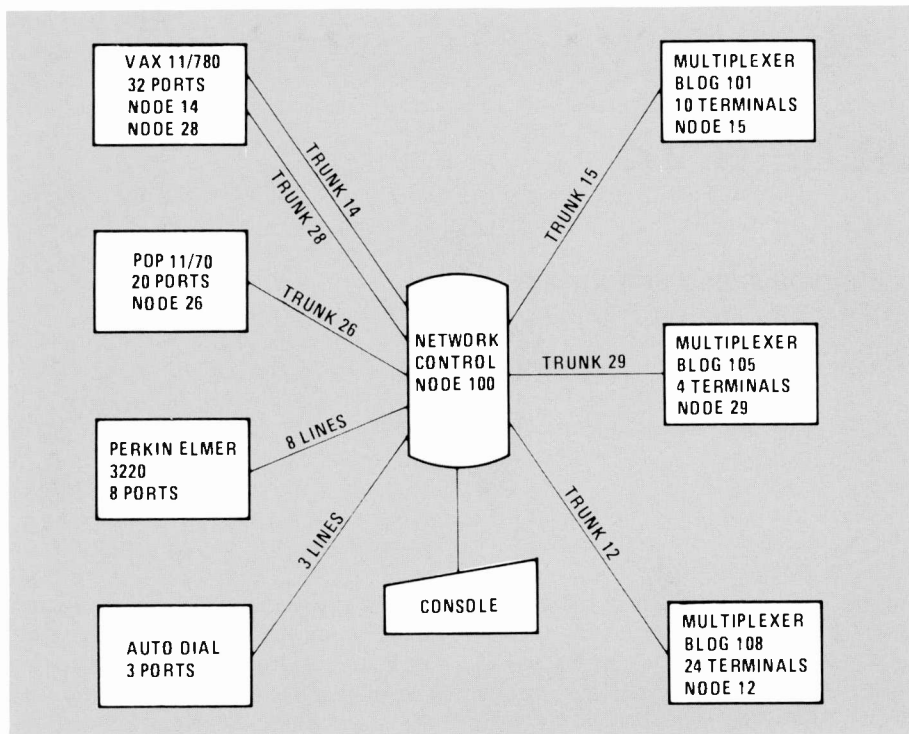 VAX 11/780
32 PORTS
NODE 14
NODE 28
TRUNK 14
TRUNK 28
POP 11/70
20 PORTS
NODE 26
TRUNK 26
PERKIN ELMER
3220
8 PORTS
8 LINES
AUTO DIAL
3 PORTS
3 LINES
NETWORK
CONTROL
NODE 100
CONSOLE
MULTIPLEXER
BLDG 101
10 TERMINALS
NODE 15
TRUNK 15
TRUNK 29
MULTIPLEXER
BLDG 105
4 TERMINALS
NODE 29
TRUNK 12
MULTIPLEXER
BLDG 108
24 TERMINALS
NODE 12